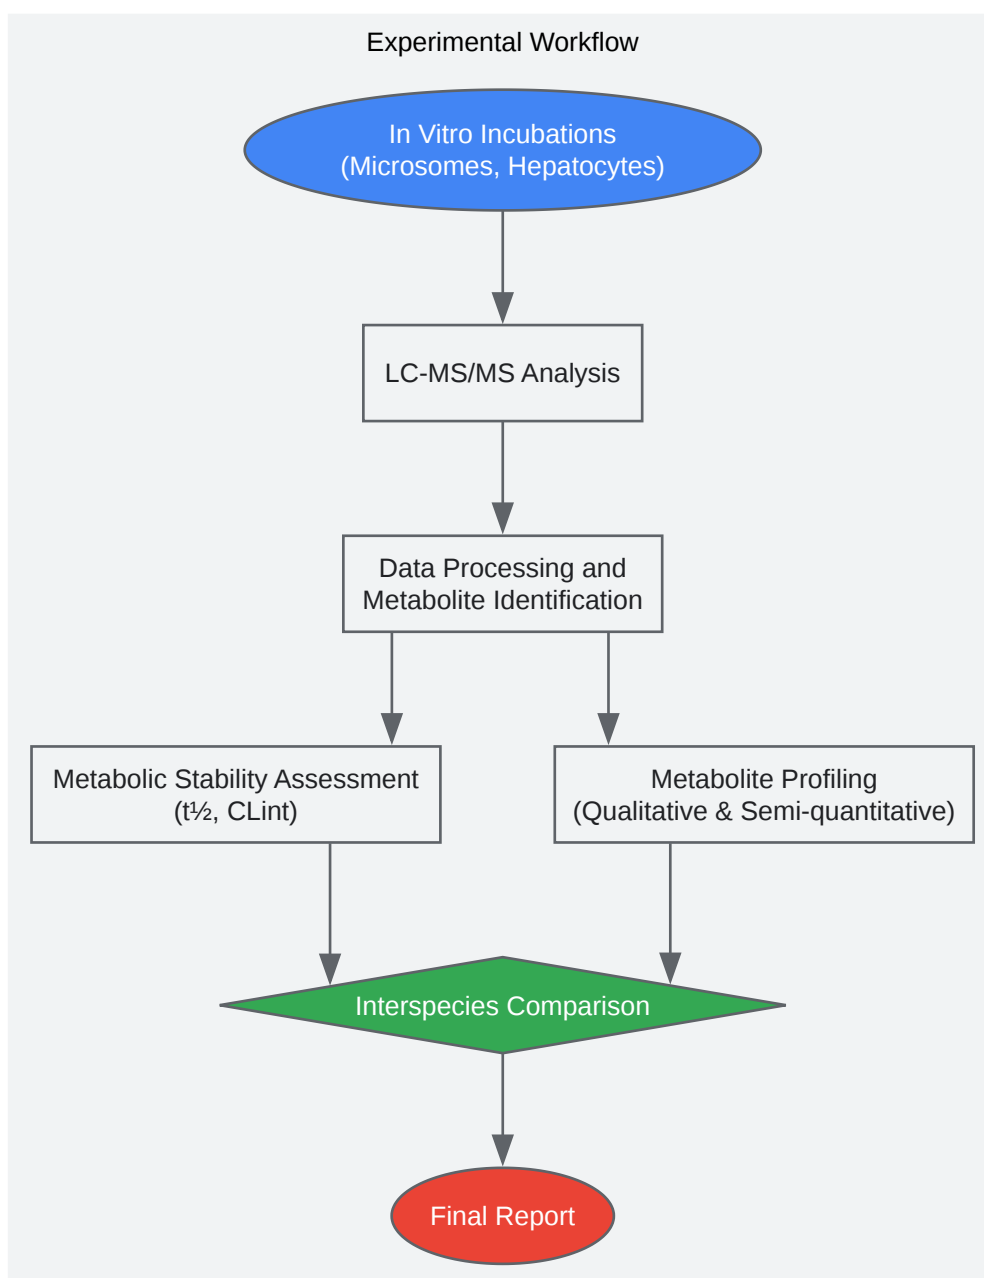 Experimental Workflow
In Vitro Incubations
(Microsomes, Hepatocytes)
LC-MS/MS Analysis
Data Processing and
Metabolite Identification
Metabolic Stability Assessment
(t½, CLint)
Metabolite Profiling
(Qualitative & Semi-quantitative)
Interspecies Comparison
Final Report